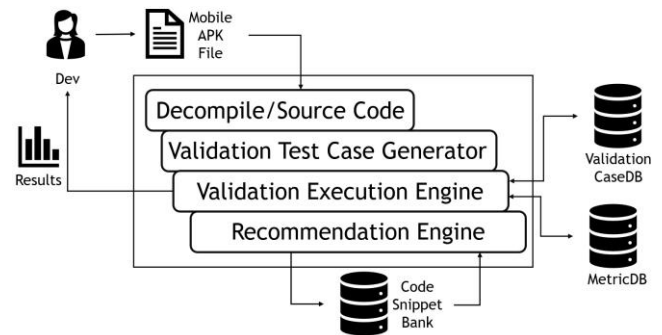 Mobile
APK
File
Dev
Decompile/Source Code
Validation Test Case Generator
Validation Execution Engine
Recommendation Engine
Results
Validation
CaseDB
MetricDB
Code
Snippet
Bank